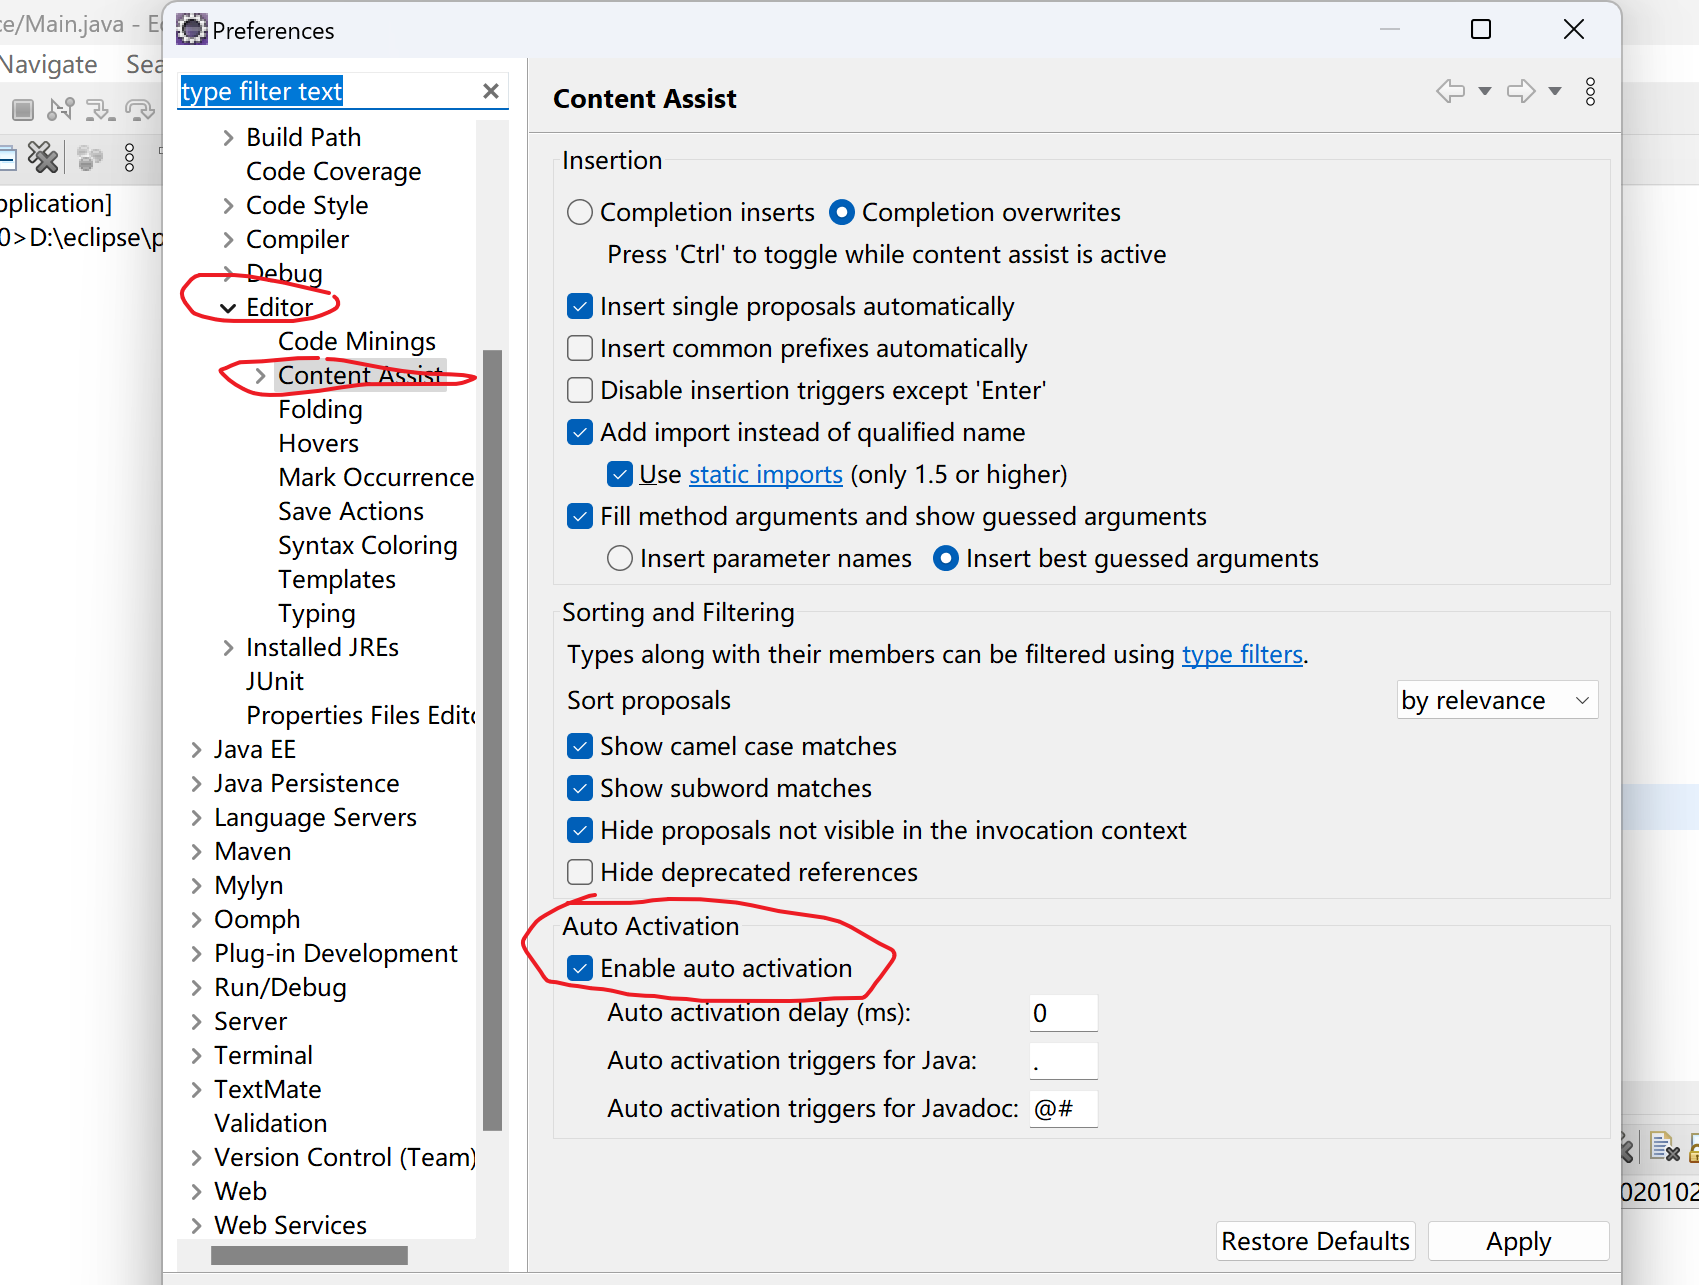 ce/Main.java - Ec
Preferences
Navigate Sea
type filter text
Content Assist
pplication]
0>D:\eclipse\p
Build Path
Code Coverage
Code Style
Compiler
Debug
Editor
Code Minings
Content Assist
Folding
Hovers
Mark Occurrence
Save Actions
Syntax Coloring
Templates
Typing
Installed JREs
JUnit
Properties Files Edito
Java EE
Java Persistence
Language Servers
Maven
Mylyn
Oomph
Plug-in Development
Run/Debug
Server
Terminal
TextMate
Validation
Version Control (Team)
Web
Web Services
Insertion
Completion inserts Completion overwrites
Press 'Ctrl' to toggle while content assist is active
Insert single proposals automatically
Insert common prefixes automatically
Disable insertion triggers except 'Enter'
Add import instead of qualified name
Use static imports (only 1.5 or higher)
Fill method arguments and show guessed arguments
Insert parameter names Insert best guessed arguments
Sorting and Filtering
Types along with their members can be filtered using type filters.
Sort proposals by relevance
Show camel case matches
Show subword matches
Hide proposals not visible in the invocation context
Hide deprecated references
Auto Activation
Enable auto activation
Auto activation delay (ms): 0
Auto activation triggers for Java: .
Auto activation triggers for Javadoc: @#
020102
Restore Defaults Apply